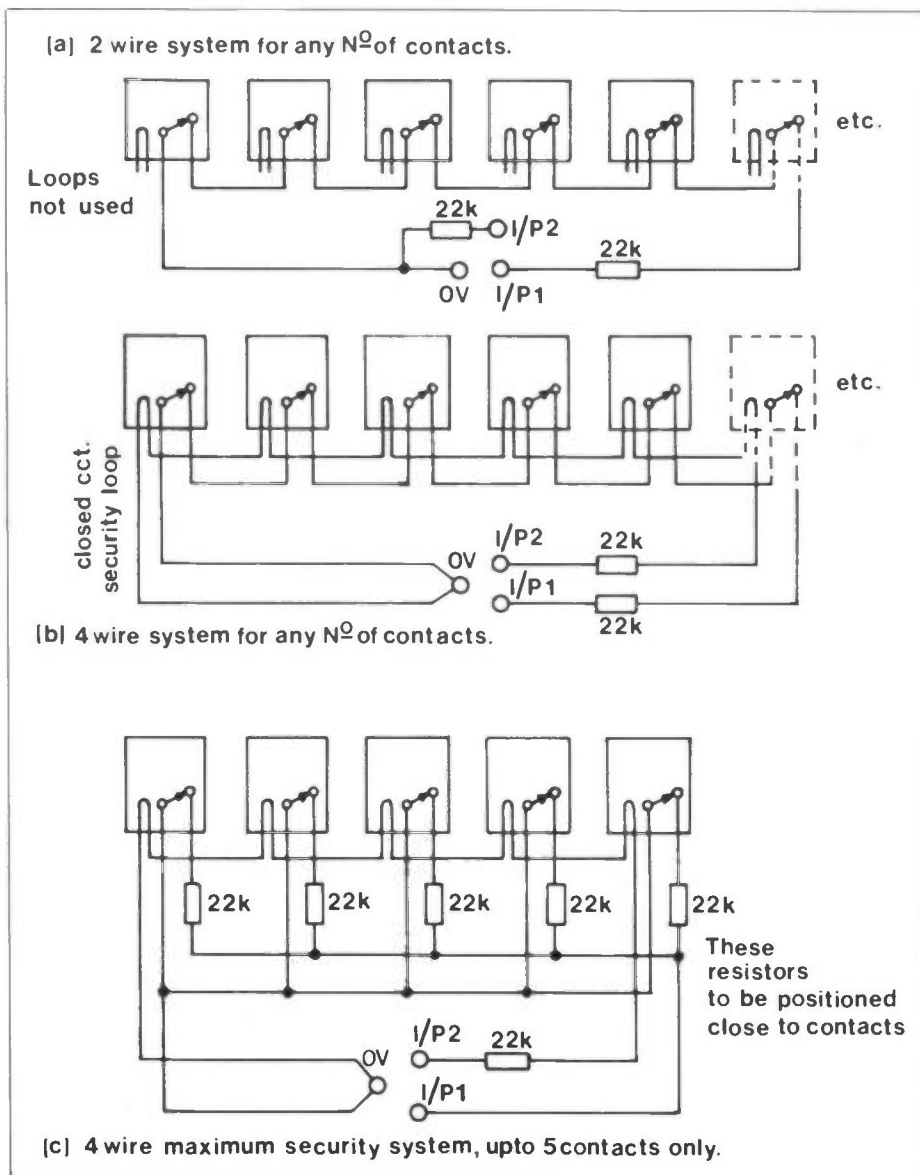 (a) 2 wire system for any Nº of contacts.
etc.
Loops
not used
22k
I/P2
22k
0V
I/P1
etc.
closed cct.
security loop
I/P2
22k
0V
I/P1
22k
(b) 4 wire system for any Nº of contacts.
22k
22k
22k
22k
22k
These
resistors
to be positioned
close to contacts
I/P2
22k
0V
I/P1
(c) 4 wire maximum security system, upto 5 contacts only.